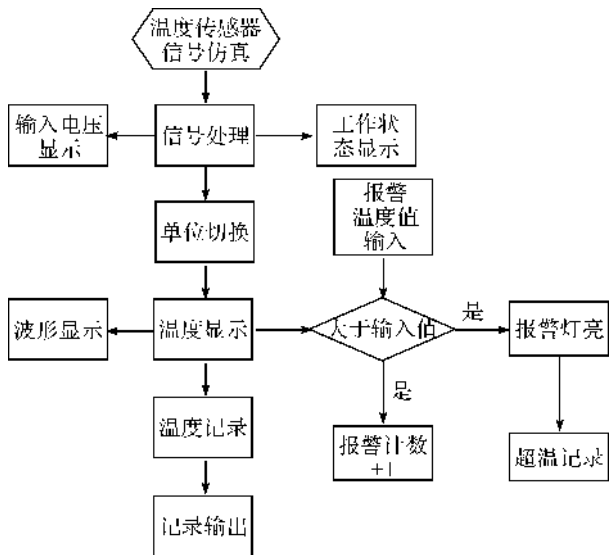 温度传感器
信号仿真
输入电压
显示
信号处理
工作状
态显示
单位切换
报警
温度值
输入
波形显示
温度显示
大于输入值
是
报警灯亮
是
温度记录
报警计数
+1
超温记录
记录输出